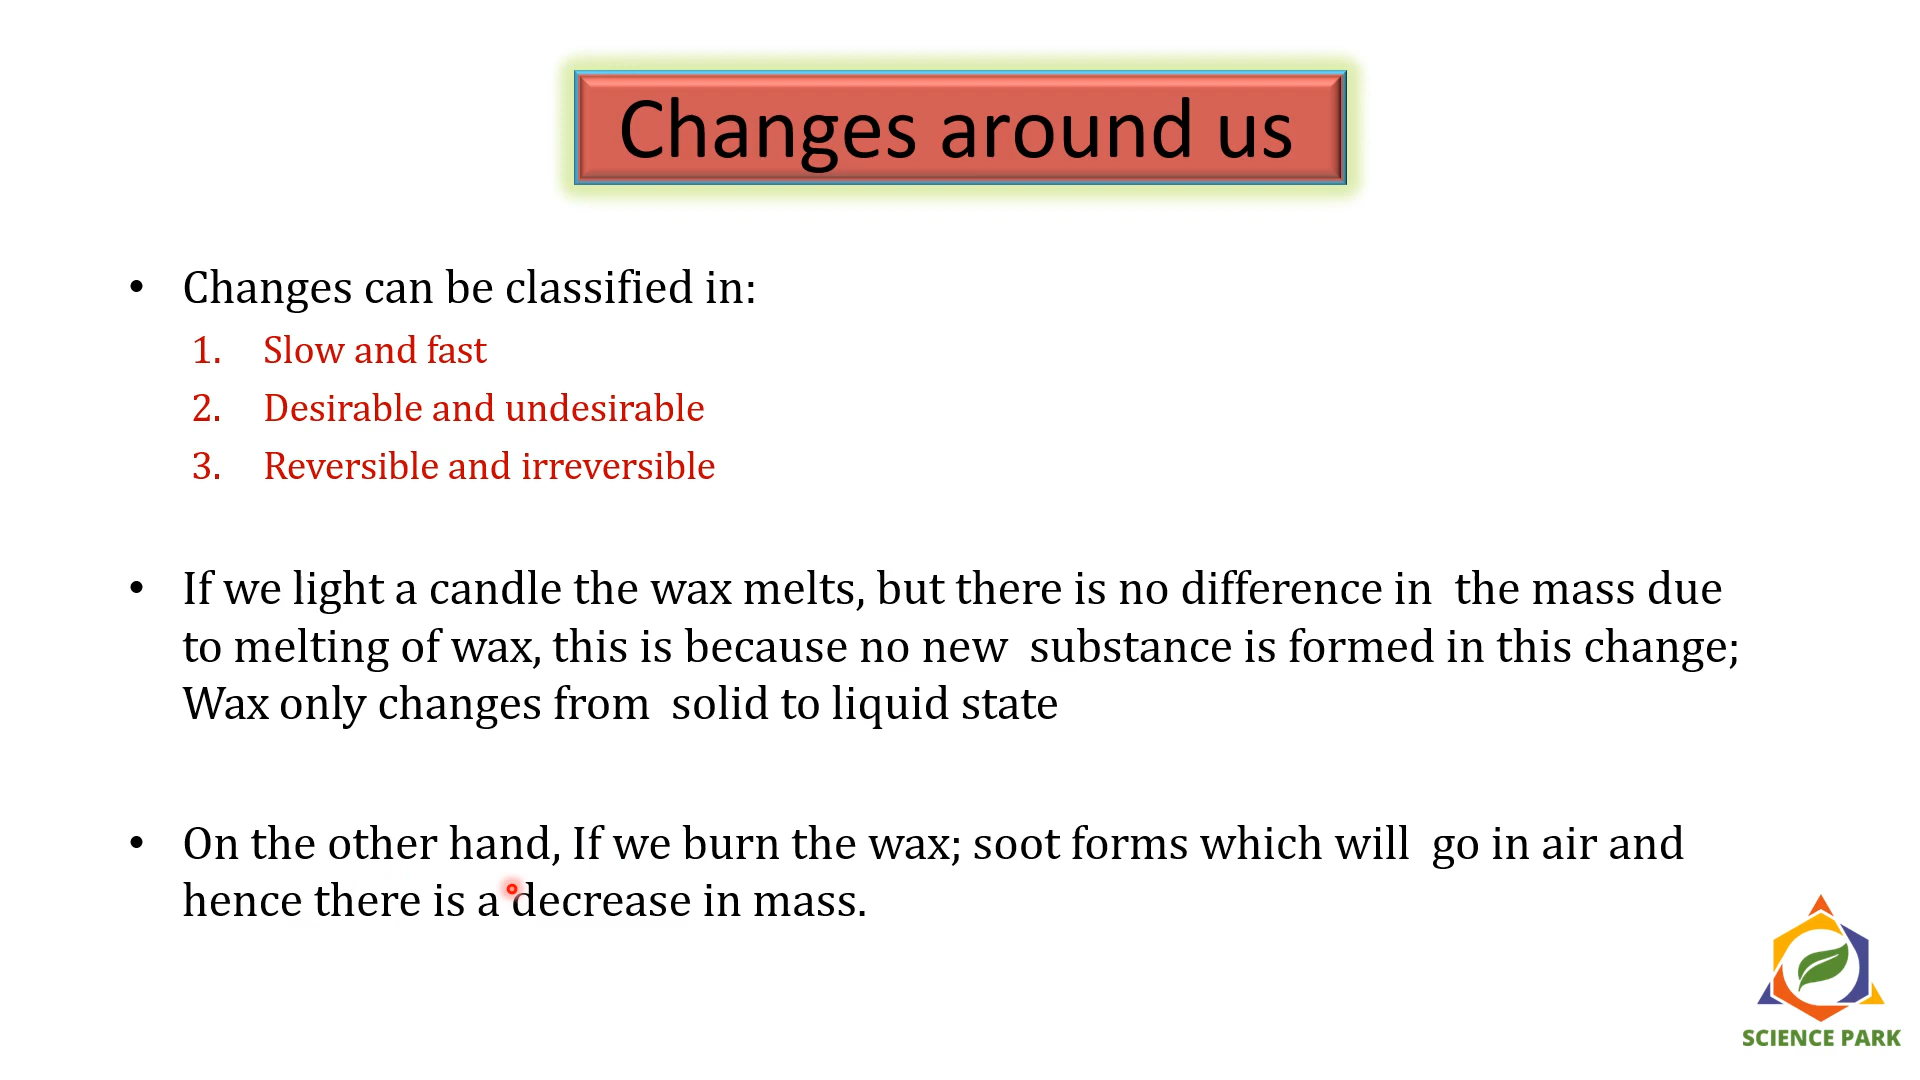 Changes around us
• Changes can be classified in:
1. Slow and fast
2. Desirable and undesirable
3. Reversible and irreversible
• If we light a candle the wax melts, but there is no difference in the mass due
to melting of wax, this is because no new substance is formed in this change;
Wax only changes from solid to liquid state
• On the other hand, If we burn the wax; soot forms which will go in air and
hence there is a decrease in mass.
SCIENCE PARK